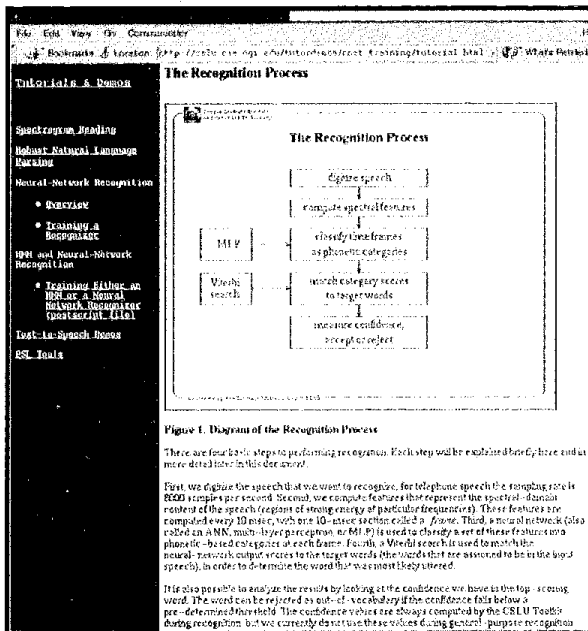 File Edit View Go Communicator
Bookmarks Location: http://cslu.cse.ogi.edu/tutordemos/nnet_training/tutorial.html What's Related
Tutorials & Demos
Spectrogram Reading
Robust Natural Language
Parsing
Neural-Network Recognition
Overview
Training a
Recognizer
HMM and Neural-Network
Recognition
Training Either an
HMM or a Neural
Network Recognizer
(postscript file)
Text-to-Speech Demos
PSL Tools
The Recognition Process
The Recognition Process
digitize speech
compute spectral features
MLP
classify time frames
as phonetic categories
Viterbi
search
match category scores
to target words
measure confidence,
accept or reject
Figure 1. Diagram of the Recognition Process
There are four basic steps to performing recognition. Each step will be explained briefly here and in
more detail later in this document.
First, we digitize the speech that we want to recognize; for telephone speech the sampling rate is
8000 samples per second. Second, we compute features that represent the spectral-domain
content of the speech (regions of strong energy at particular frequencies). These features are
computed every 10 msec, with one 10-msec section called a frame. Third, a neural network (also
called an ANN, multi-layer perceptron, or MLP) is used to classify a set of these features into
phonetic-based categories at each frame. Fourth, a Viterbi search is used to match the
neural-network output scores to the target words (the words that are assumed to be in the input
speech), in order to determine the word that was most likely uttered.
It is also possible to analyze the results by looking at the confidence we have in the top-scoring
word. The word can be rejected as out-of-vocabulary if the confidence falls below a
pre-determined threshold. The confidence values are always computed by the CSLU Toolkit
during recognition, but we currently do not use these values during general-purpose recognition